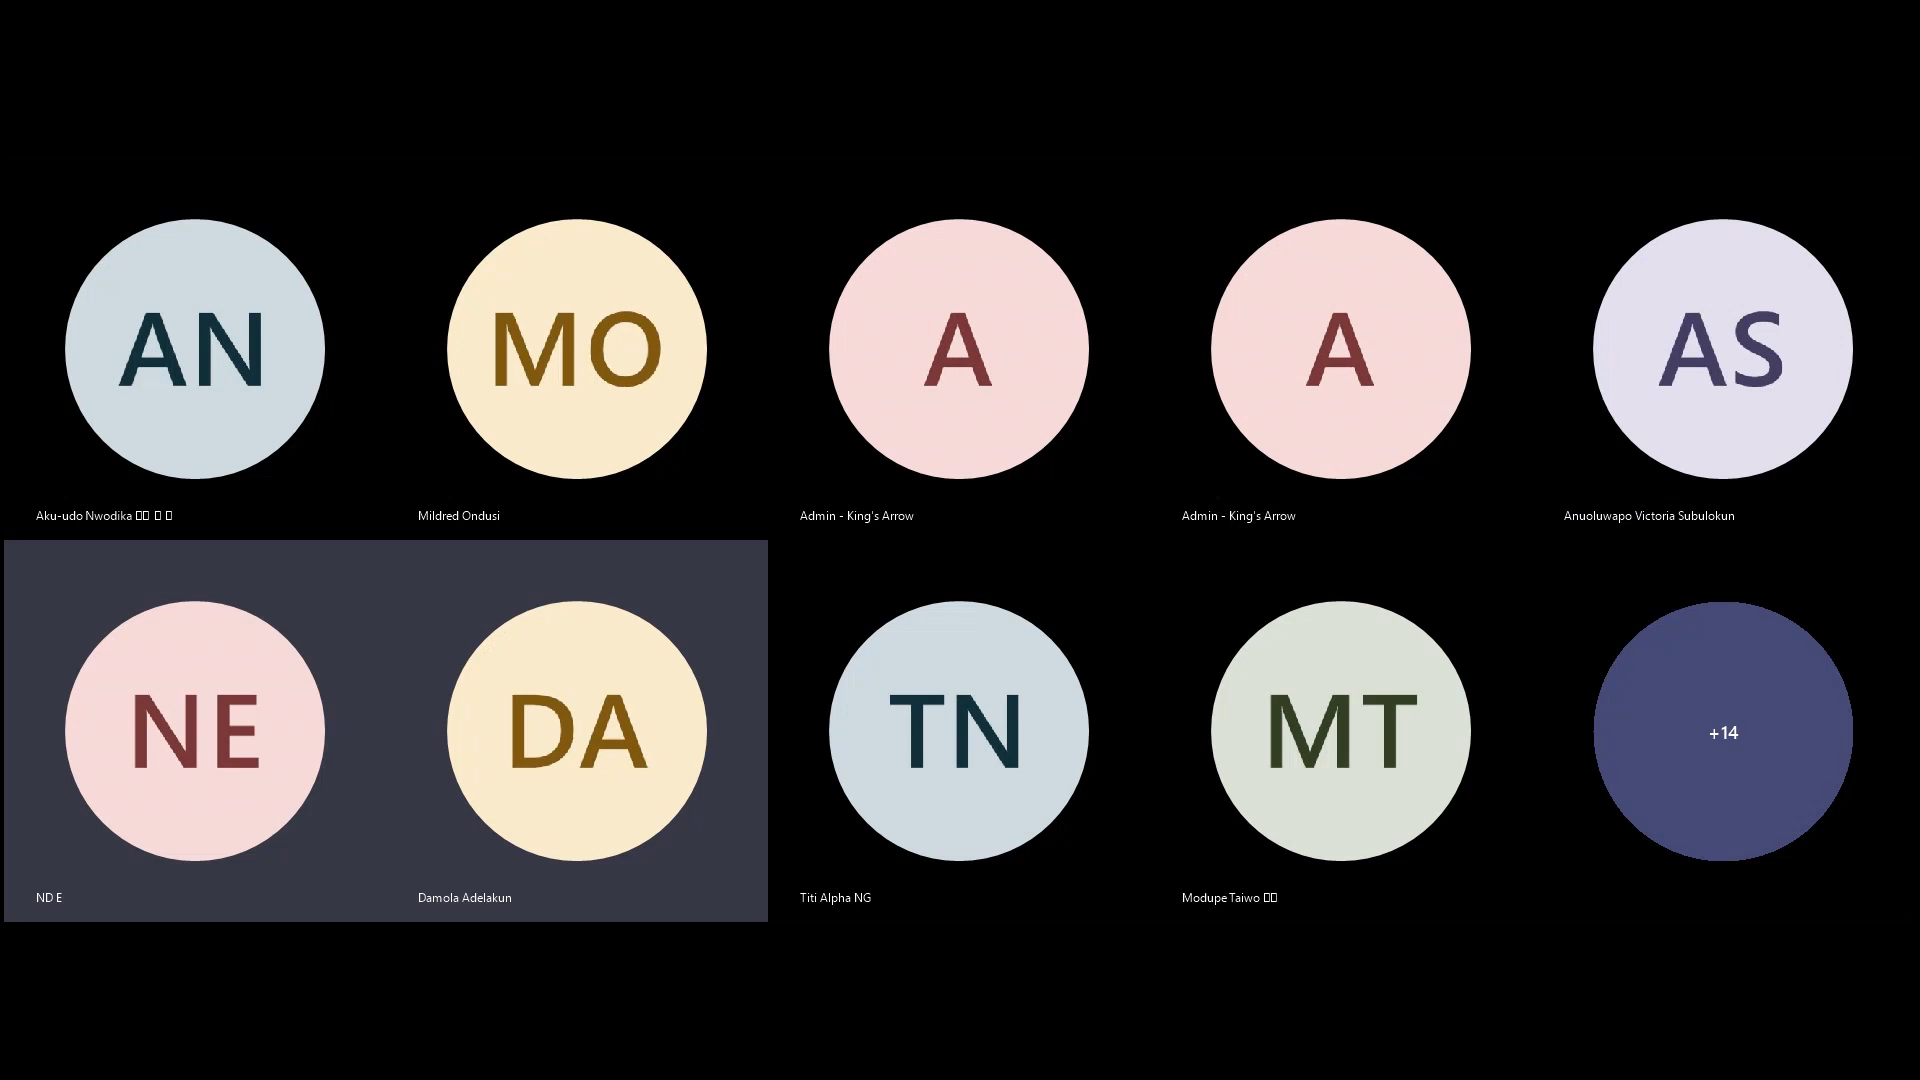 AN
MO
A
A
AS
Aku-udo Nwodika
Mildred Ondusi
Admin - King's Arrow
Admin - King's Arrow
Anuoluwapo Victoria Subulokun
NE
DA
TN
MT
+14
ND E
Damola Adelakun
Titi Alpha NG
Modupe Taiwo